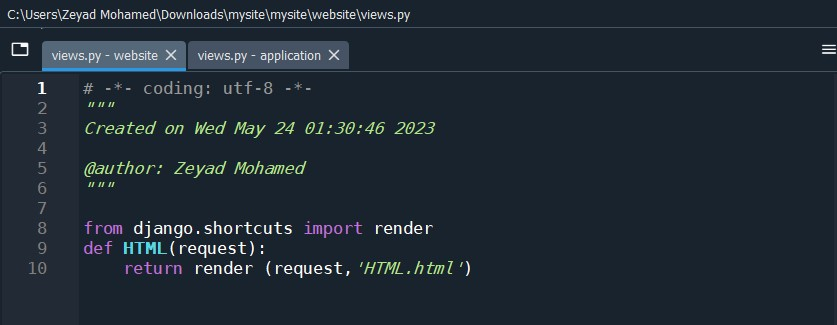 C:\Users\Zeyad Mohamed\Downloads\mysite\mysite\website\views.py
views.py - website views.py - application
1 # -*- coding: utf-8 -*-
2 """
3 Created on Wed May 24 01:30:46 2023
4
5 @author: Zeyad Mohamed
6 """
7
8 from django.shortcuts import render
9 def HTML(request):
10     return render (request,'HTML.html')